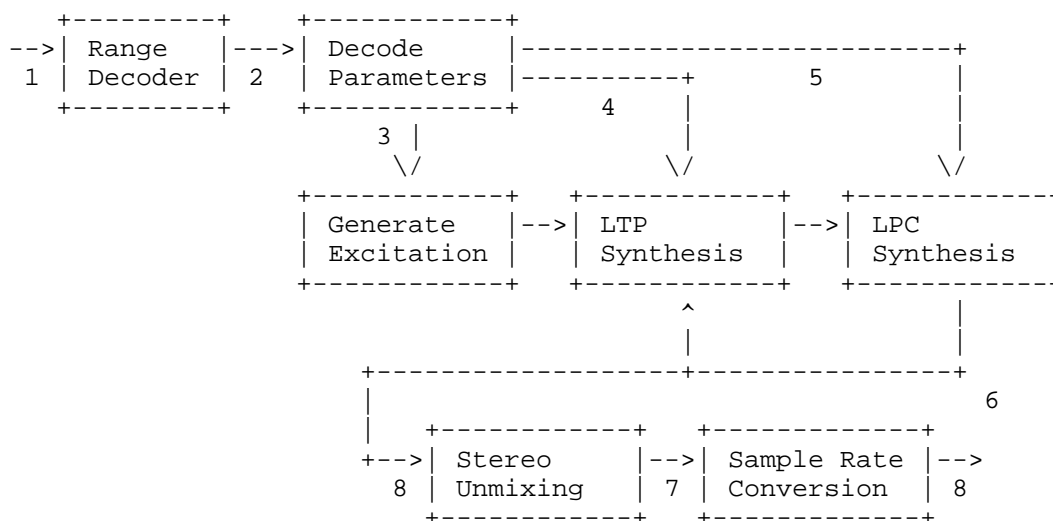 +---------+    +------------+
-->| Range   |--->| Decode     |---------------------------+
1 | Decoder | 2  | Parameters |----------+       5        |
+---------+    +------------+     4    |                |
3 |                |                |
\/               \/               \/
+------------+   +------------+   +-------------
| Generate   |-->| LTP        |-->| LPC
| Excitation |   | Synthesis  |   | Synthesis
+------------+   +------------+   +-------------
^                |
|                |
+-------------------+----------------+
|                                      6
|   +------------+   +-------------+
+-->| Stereo     |-->| Sample Rate |-->
8 | Unmixing   | 7 | Conversion  | 8
+------------+   +-------------+